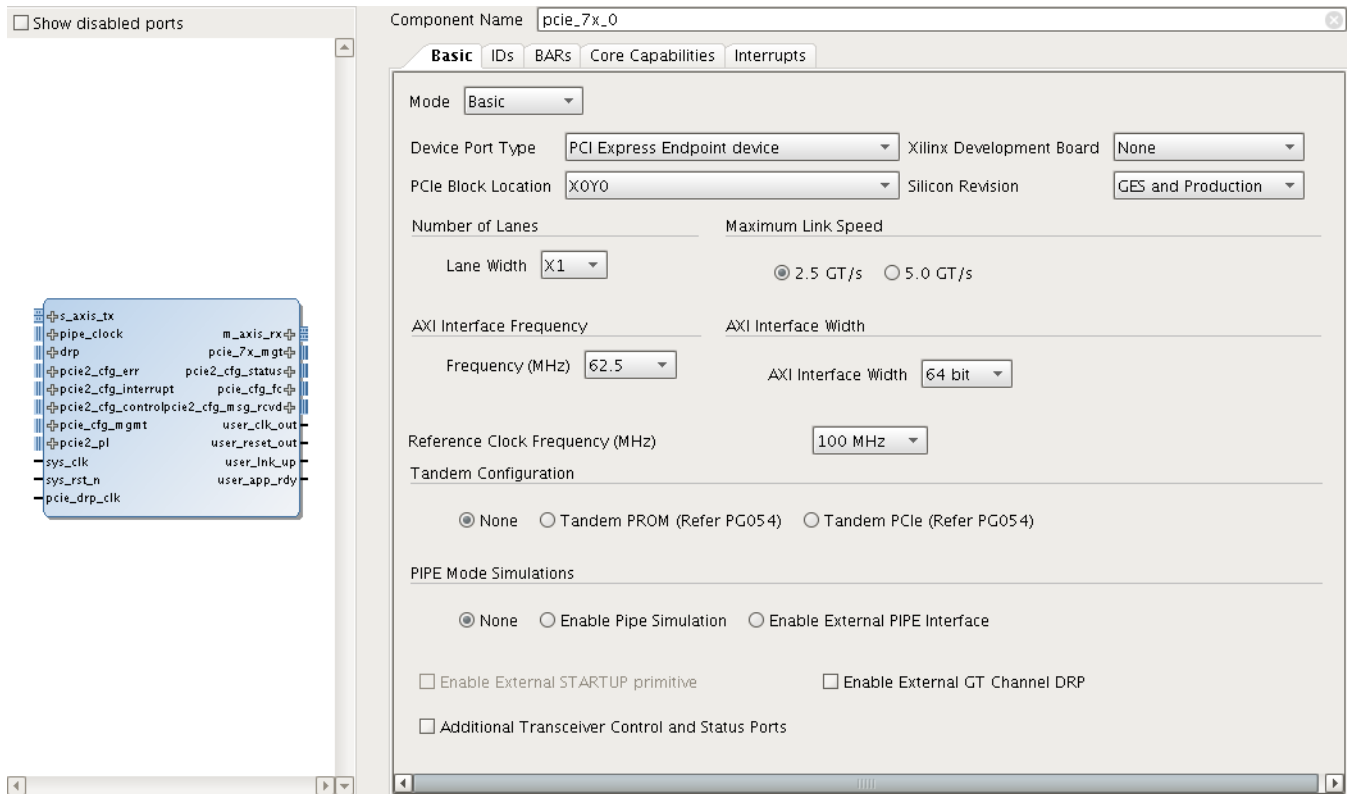 Show disabled ports
Component Name pcie_7x_0
Basic IDs BARs Core Capabilities Interrupts
Mode Basic
Device Port Type PCI Express Endpoint device Xilinx Development Board None
PCIe Block Location X0Y0 Silicon Revision GES and Production
Number of Lanes Maximum Link Speed
Lane Width X1 2.5 GT/s 5.0 GT/s
AXI Interface Frequency AXI Interface Width
Frequency (MHz) 62.5 AXI Interface Width 64 bit
Reference Clock Frequency (MHz) 100 MHz
Tandem Configuration
None Tandem PROM (Refer PG054) Tandem PCIe (Refer PG054)
PIPE Mode Simulations
None Enable Pipe Simulation Enable External PIPE Interface
Enable External STARTUP primitive Enable External GT Channel DRP
Additional Transceiver Control and Status Ports
s_axis_tx
pipe_clock m_axis_rx
drp pcie_7x_mgt
pcie2_cfg_err pcie2_cfg_status
pcie2_cfg_interrupt pcie_cfg_fc
pcie2_cfg_control pcie2_cfg_msg_rcvd
pcie_cfg_mgmt user_clk_out
pcie2_pl user_reset_out
sys_clk user_lnk_up
sys_rst_n user_app_rdy
pcie_drp_clk